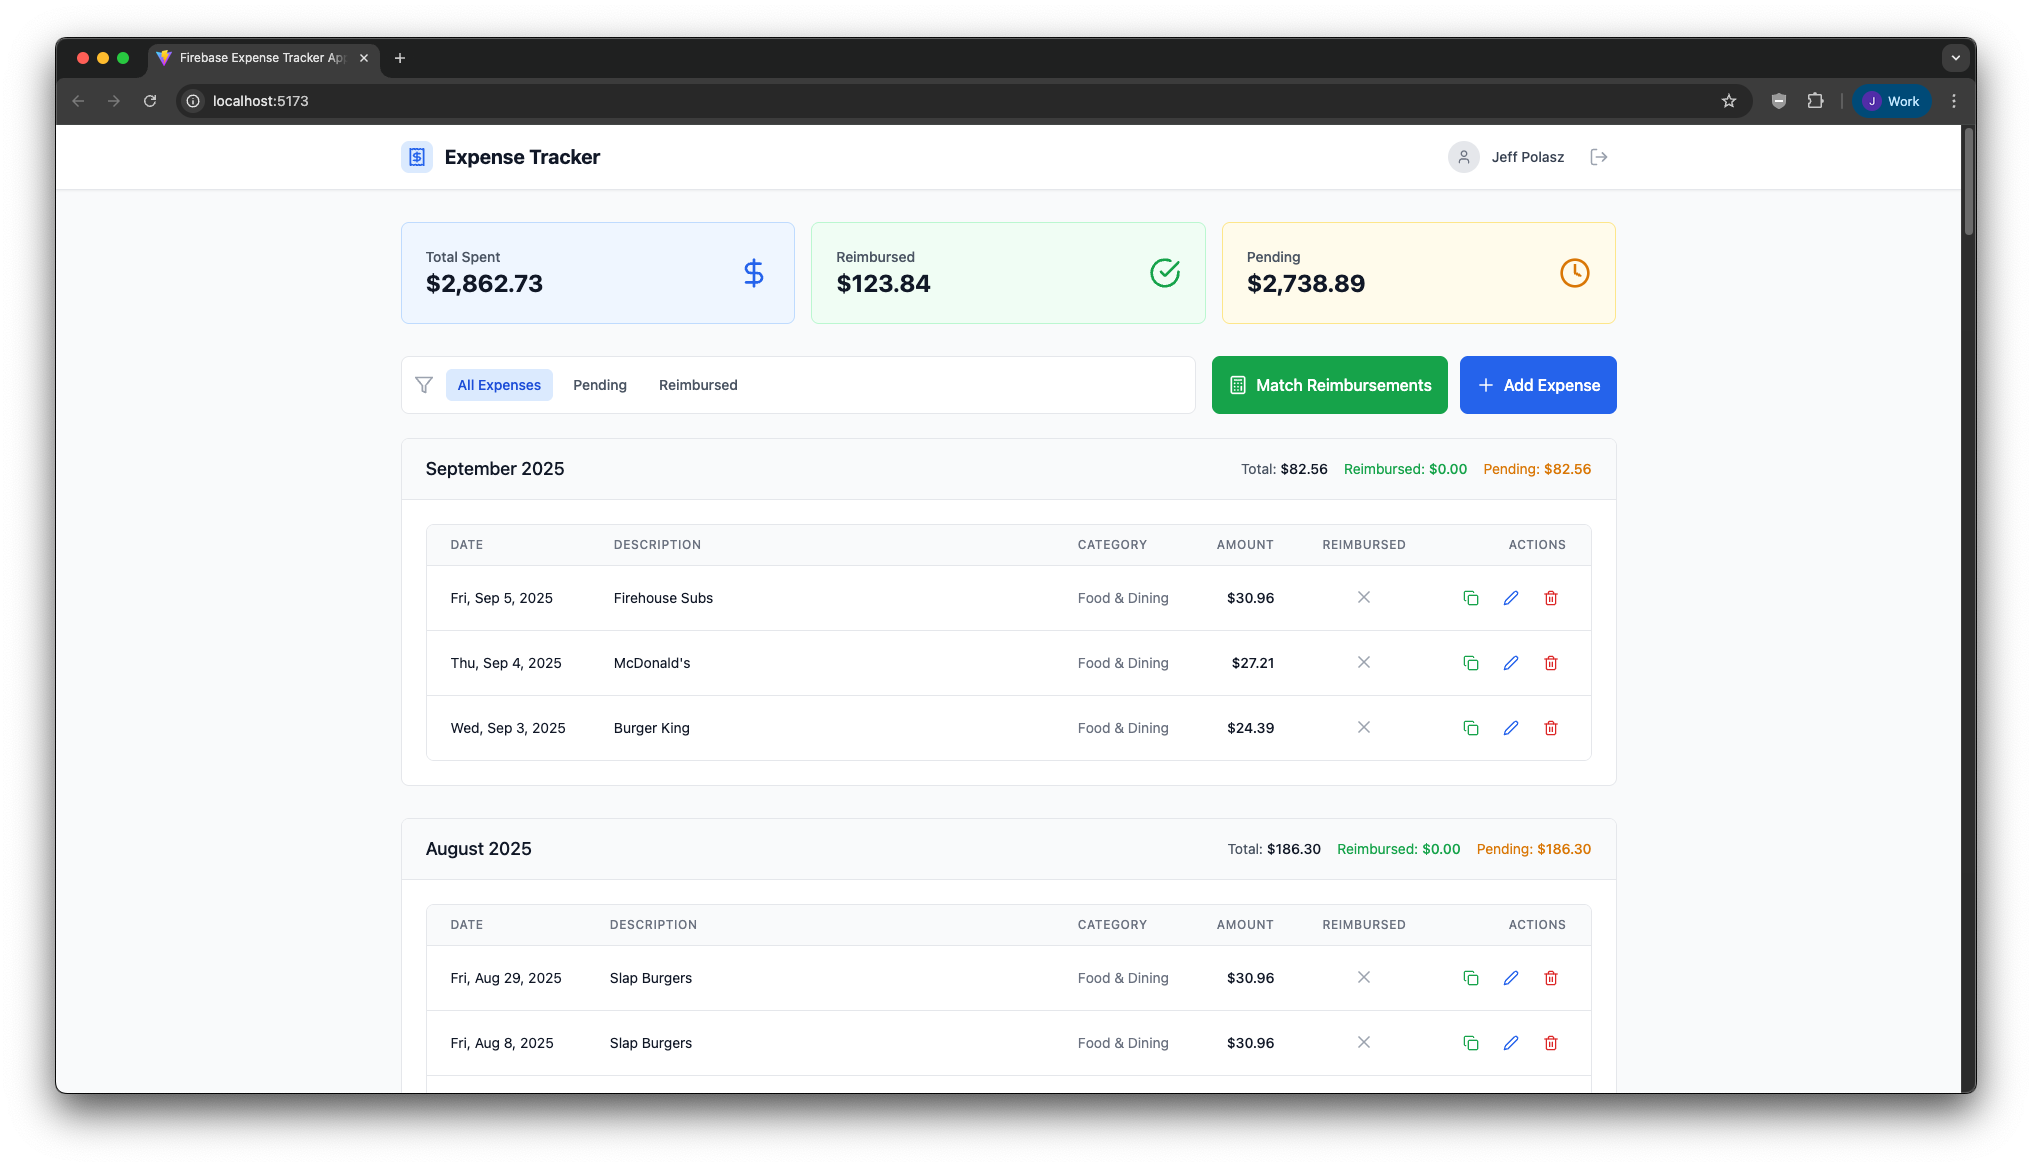 Firebase Expense Tracker App
localhost:5173
J Work
Expense Tracker
Jeff Polasz
Total Spent
$2,862.73
Reimbursed
$123.84
Pending
$2,738.89
All Expenses Pending Reimbursed
Match Reimbursements
Add Expense
September 2025 Total: $82.56 Reimbursed: $0.00 Pending: $82.56
DATE DESCRIPTION CATEGORY AMOUNT REIMBURSED ACTIONS
Fri, Sep 5, 2025 Firehouse Subs Food & Dining $30.96
Thu, Sep 4, 2025 McDonald's Food & Dining $27.21
Wed, Sep 3, 2025 Burger King Food & Dining $24.39
August 2025 Total: $186.30 Reimbursed: $0.00 Pending: $186.30
DATE DESCRIPTION CATEGORY AMOUNT REIMBURSED ACTIONS
Fri, Aug 29, 2025 Slap Burgers Food & Dining $30.96
Fri, Aug 8, 2025 Slap Burgers Food & Dining $30.96